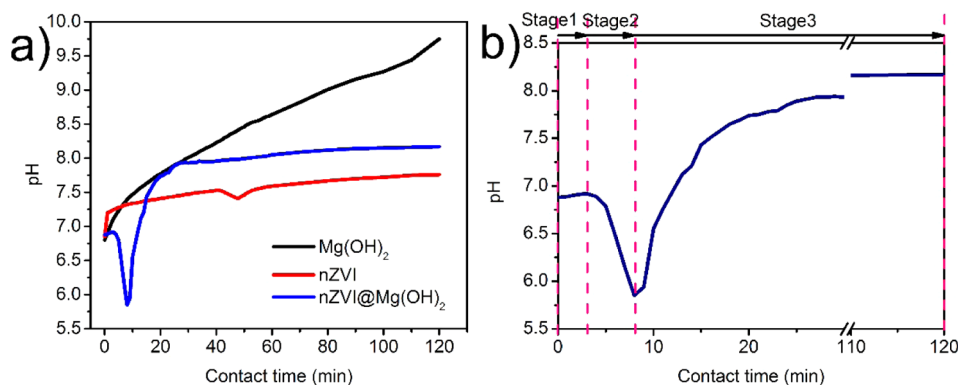 a)
10.0
9.5
9.0
8.5
8.0
7.5
7.0
6.5
6.0
5.5
pH
0 20 40 60 80 100 120
Contact time (min)
Mg(OH)2
nZVI
nZVI@Mg(OH)2
b)
Stage1 Stage2 Stage3
8.5
8.0
7.5
7.0
6.5
6.0
5.5
pH
0 10 20 110 120
Contact time (min)